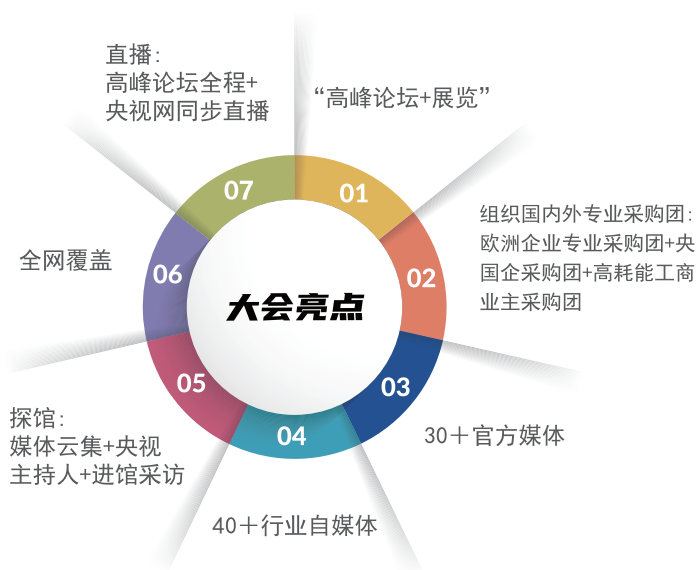 大会亮点
01
“高峰论坛+展览”
02
组织国内外专业采购团:
欧洲企业专业采购团+央
国企采购团+高耗能工商
业主采购团
03
30＋官方媒体
04
40＋行业自媒体
05
探馆:
媒体云集+央视
主持人+进馆采访
06
全网覆盖
07
直播:
高峰论坛全程+
央视网同步直播